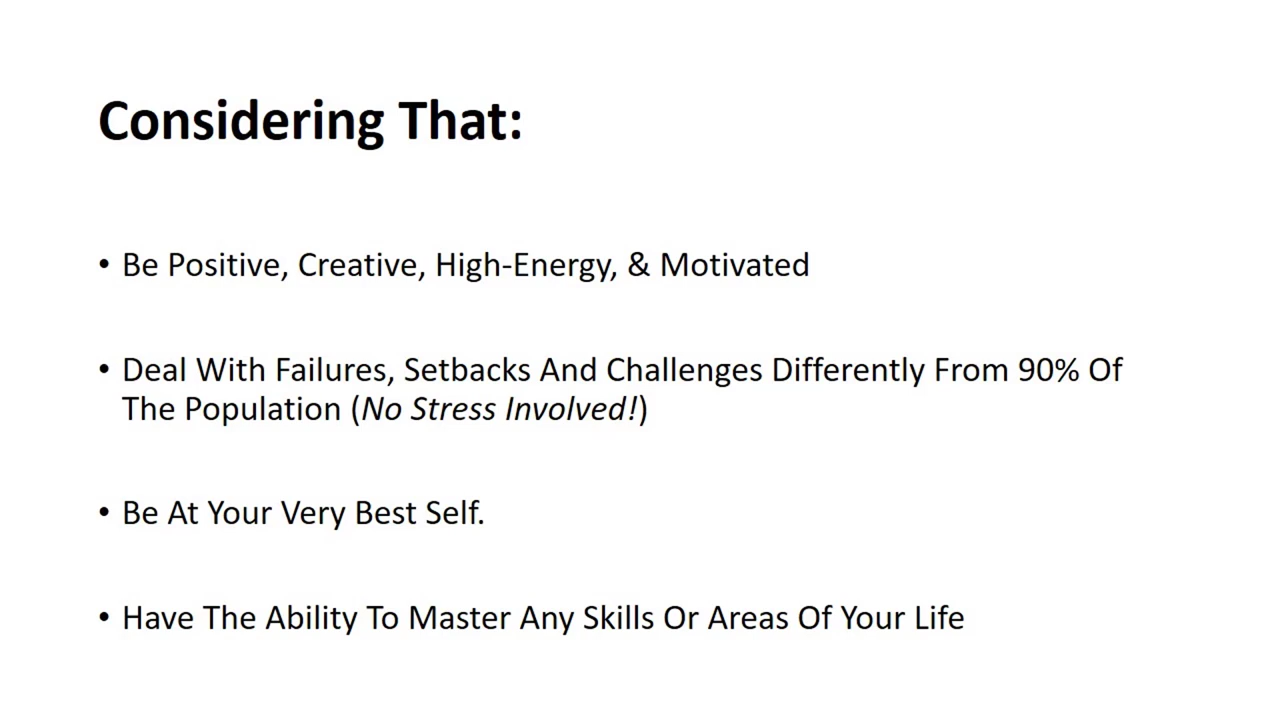 Considering That:
• Be Positive, Creative, High-Energy, & Motivated
• Deal With Failures, Setbacks And Challenges Differently From 90% Of
The Population (No Stress Involved!)
• Be At Your Very Best Self.
• Have The Ability To Master Any Skills Or Areas Of Your Life